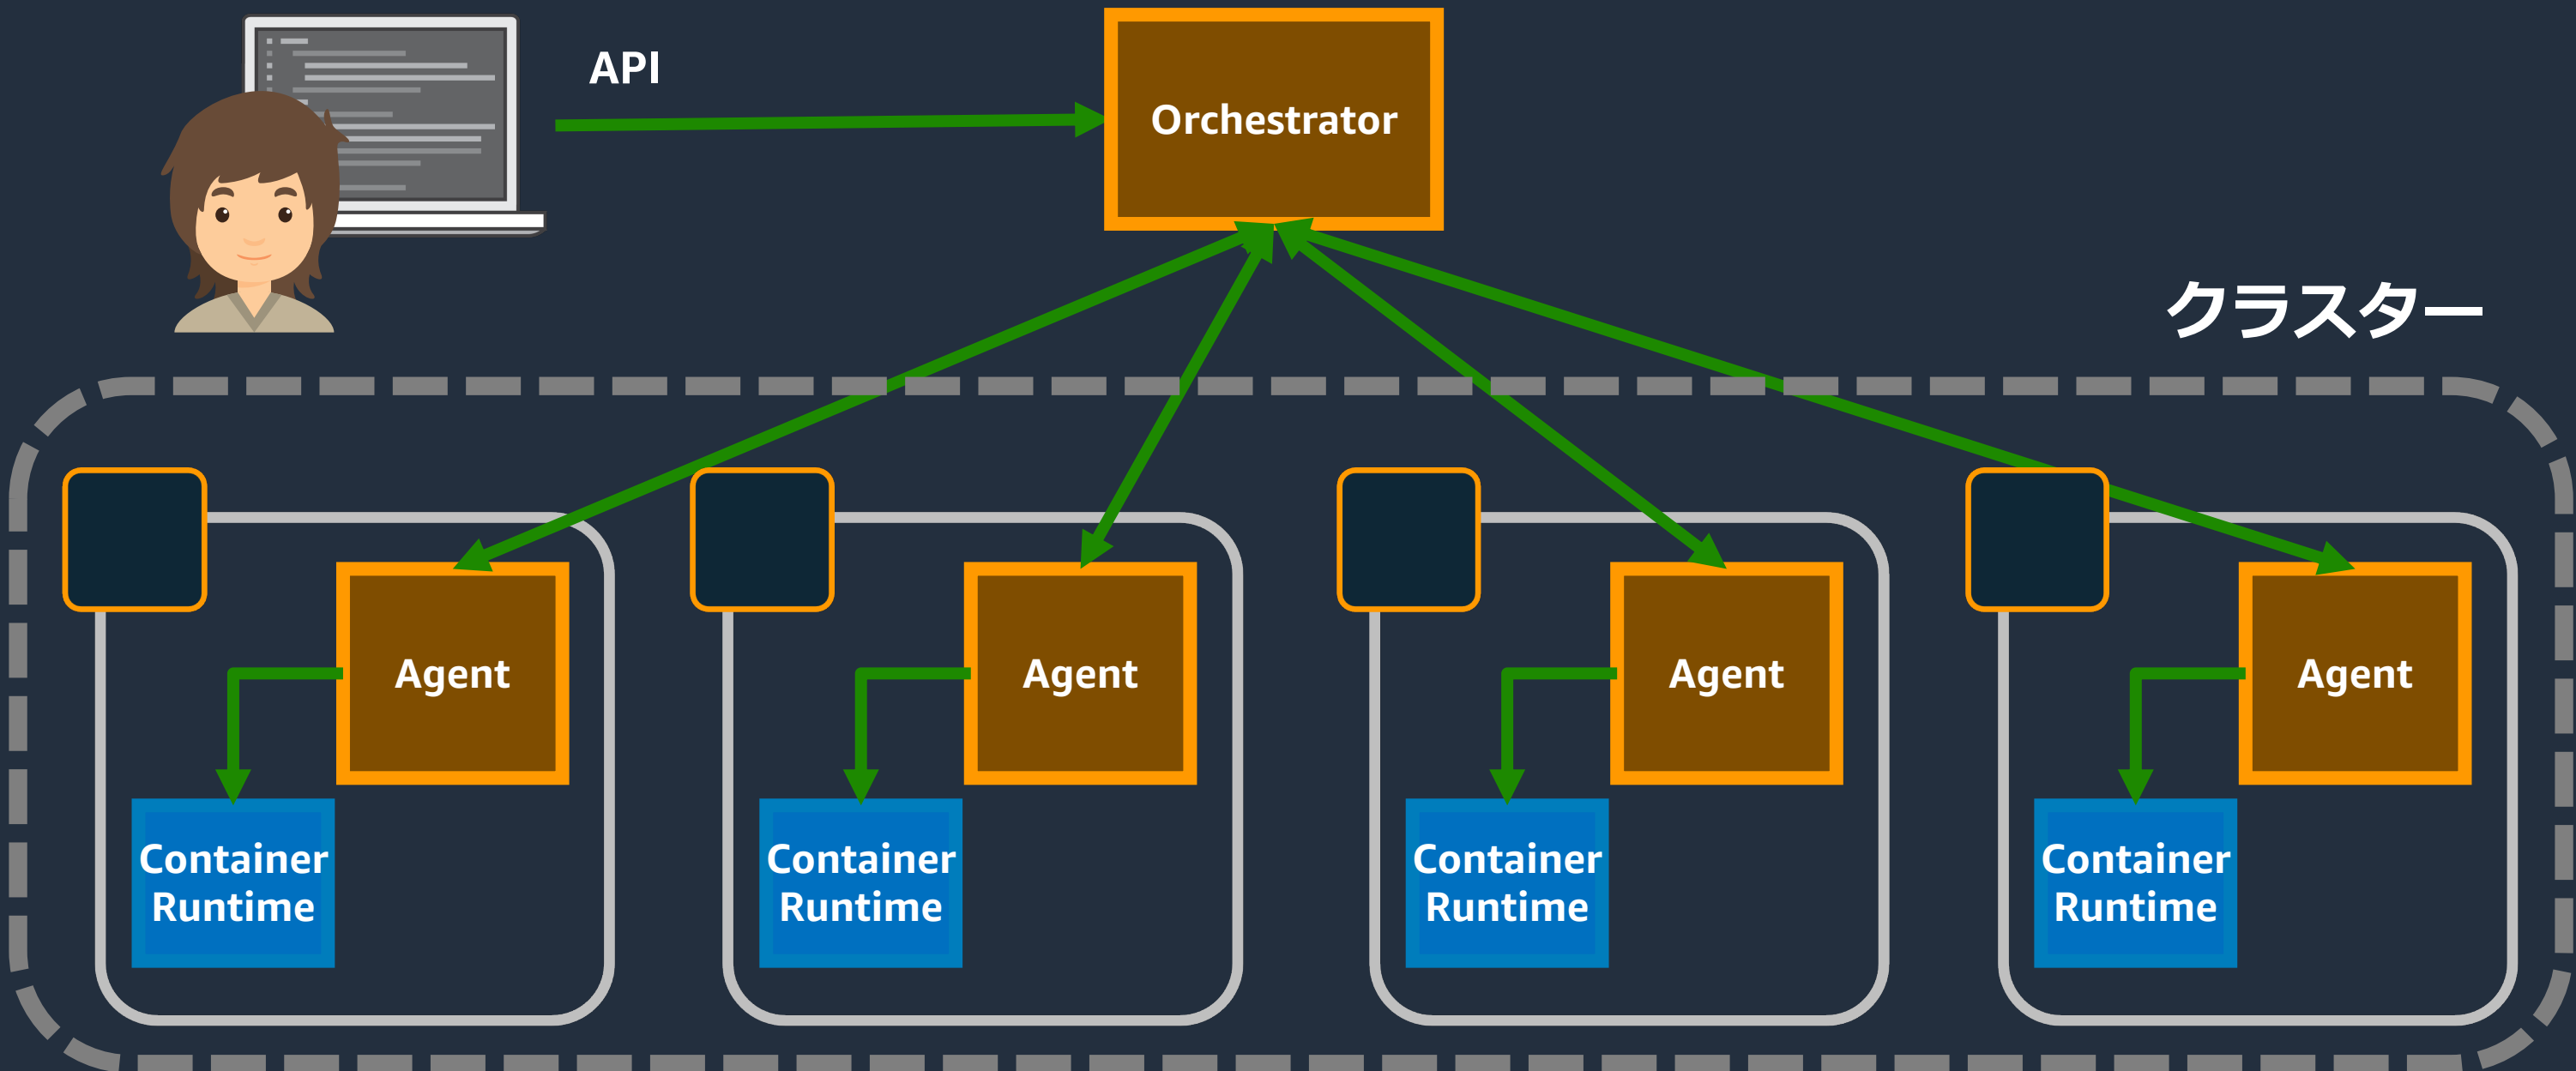 API
Orchestrator
クラスター
Agent
Agent
Agent
Agent
Container
Runtime
Container
Runtime
Container
Runtime
Container
Runtime